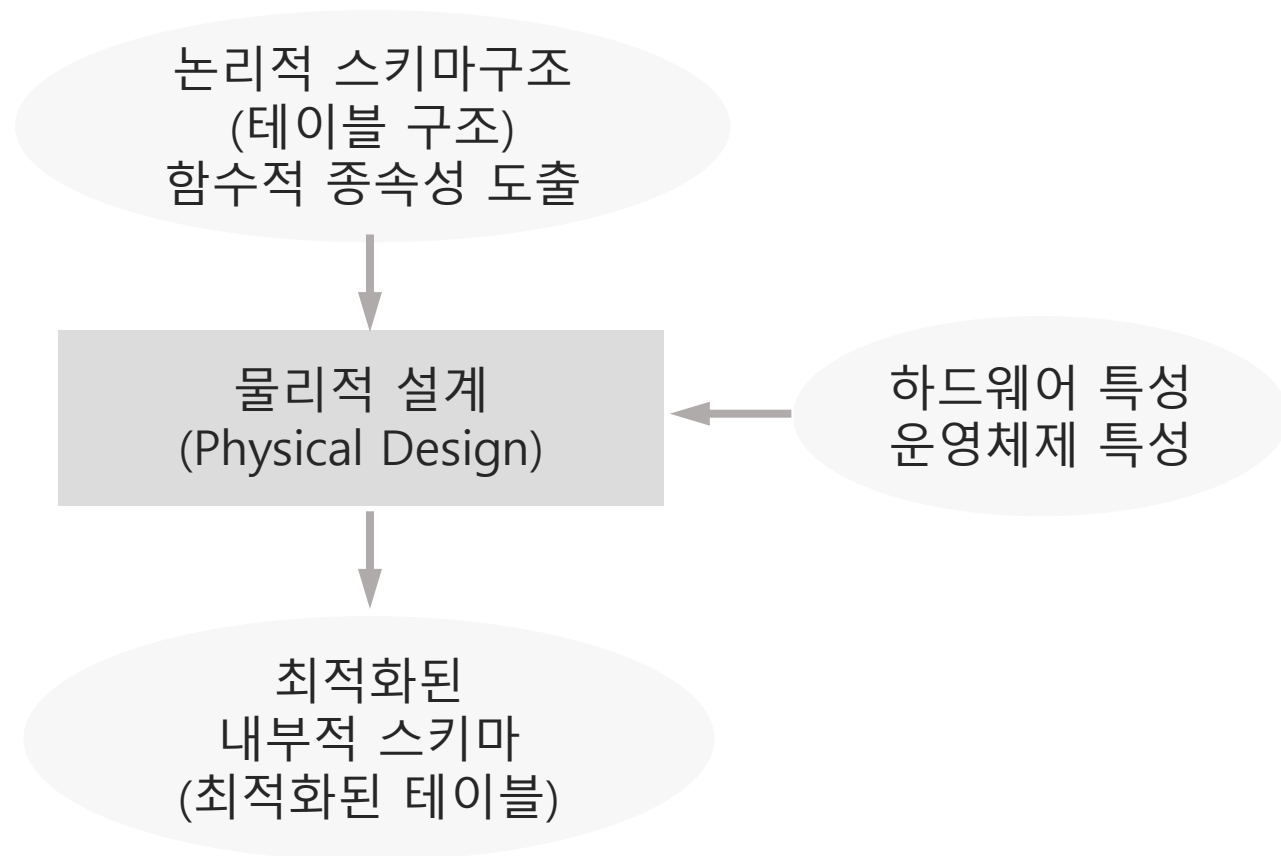 논리적 스키마구조
(테이블 구조)
함수적 종속성 도출
물리적 설계
(Physical Design)
하드웨어 특성
운영체제 특성
최적화된
내부적 스키마
(최적화된 테이블)